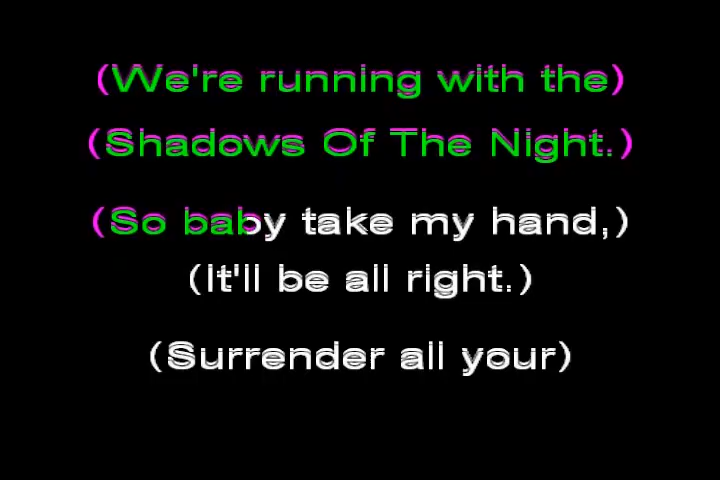 (We're running with the)
(Shadows Of The Night.)
(So baby take my hand,)
(It'll be all right.)
(Surrender all your)